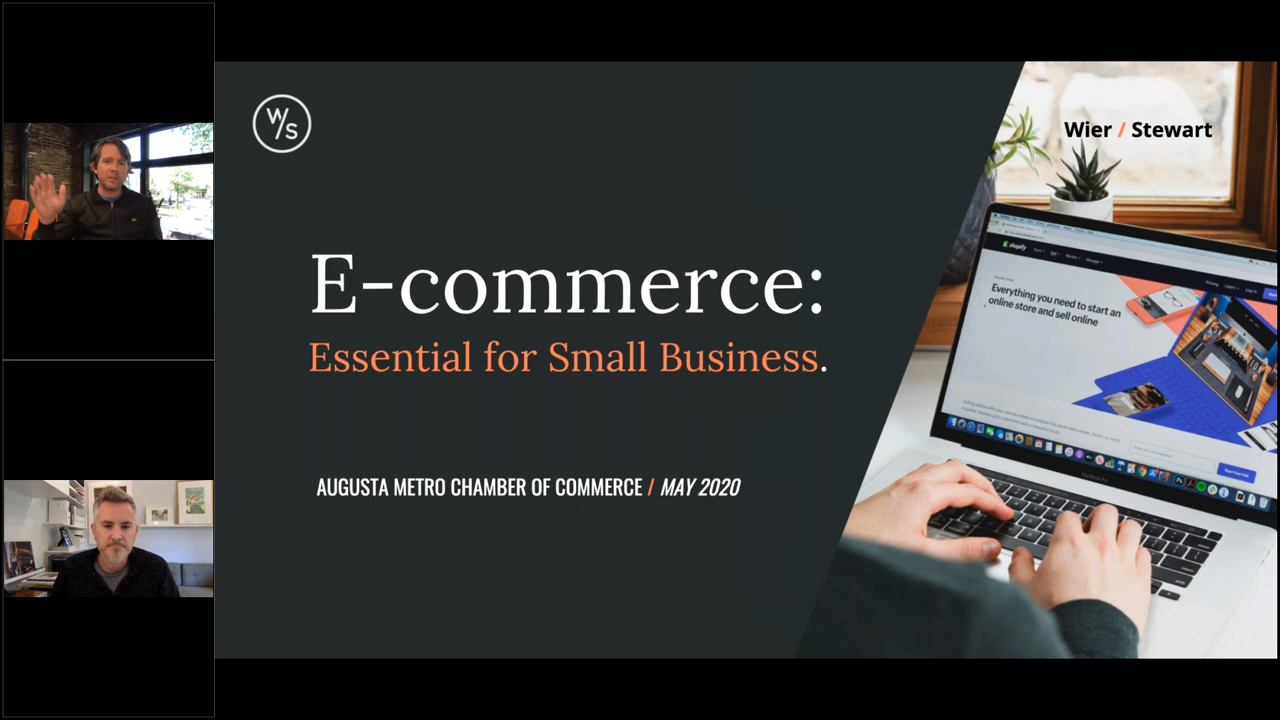 W/S
Wier / Stewart
E-commerce:
Essential for Small Business.
AUGUSTA METRO CHAMBER OF COMMERCE / MAY 2020
shopify
Everything you need to start an
online store and sell online